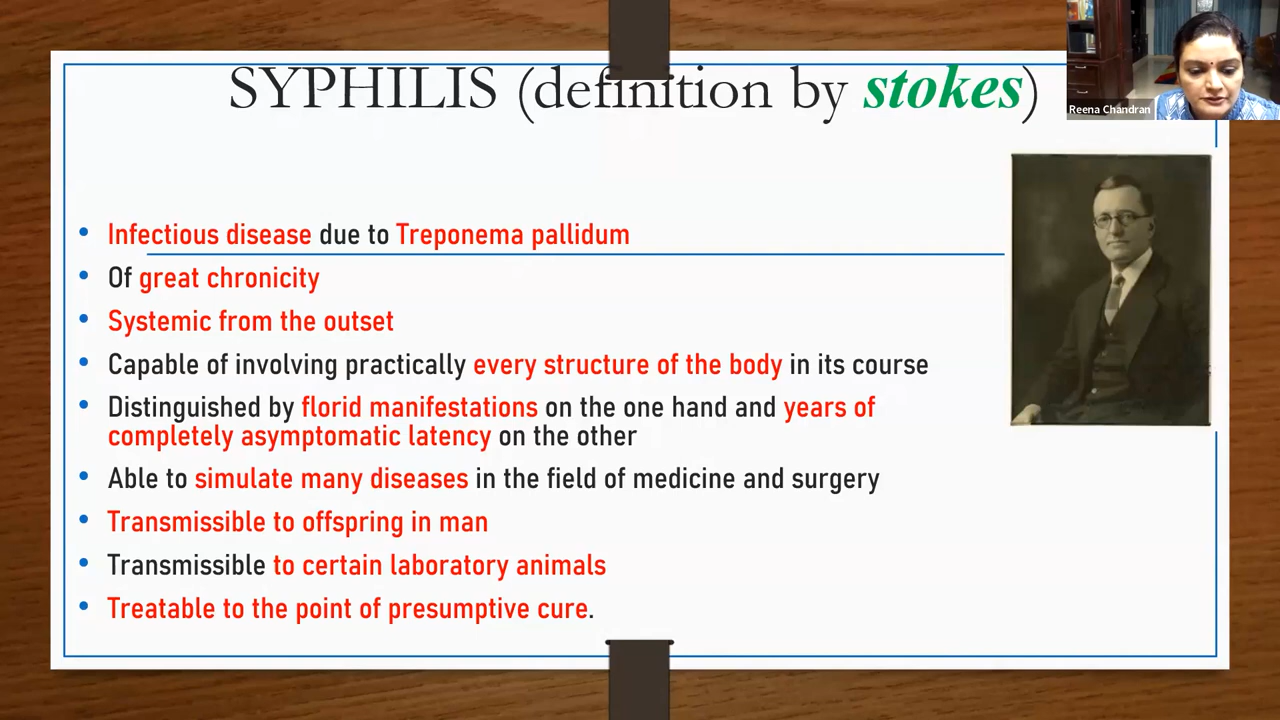 SYPHILIS (definition by stokes)
Reena Chandran
• Infectious disease due to Treponema pallidum
• Of great chronicity
• Systemic from the outset
• Capable of involving practically every structure of the body in its course
• Distinguished by florid manifestations on the one hand and years of
completely asymptomatic latency on the other
• Able to simulate many diseases in the field of medicine and surgery
• Transmissible to offspring in man
• Transmissible to certain laboratory animals
• Treatable to the point of presumptive cure.